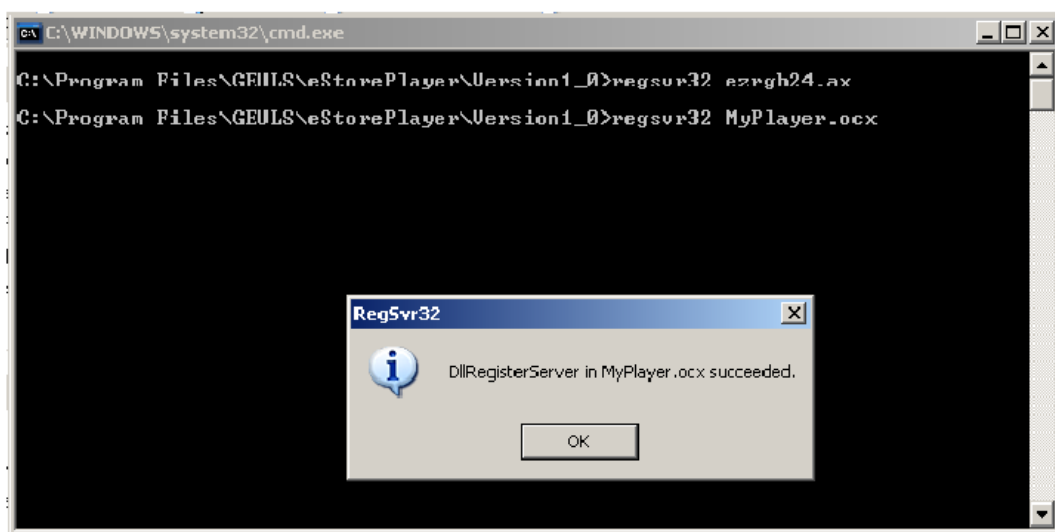 C:\WINDOWS\system32\cmd.exe
C:\Program Files\GEULS\eStorePlayer\Version1_0>regsvr32 ezrgh24.ax
C:\Program Files\GEULS\eStorePlayer\Version1_0>regsvr32 MyPlayer.ocx
RegSvr32
DllRegisterServer in MyPlayer.ocx succeeded.
OK